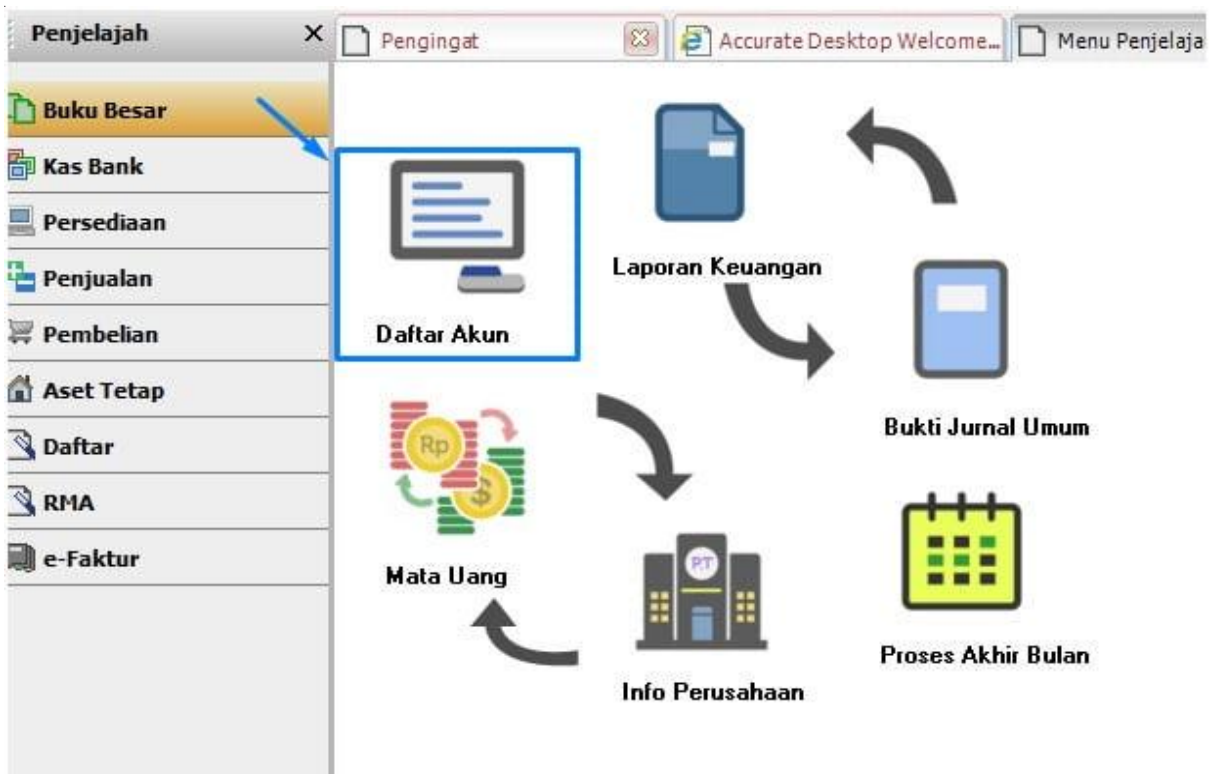 Penjelajah
Pengingat
Accurate Desktop Welcome...
Menu Penjelaja
Buku Besar
Kas Bank
Persediaan
Penjualan
Pembelian
Aset Tetap
Daftar
RMA
e-Faktur
Daftar Akun
Laporan Keuangan
Bukti Jurnal Umum
Rp
$
Mata Uang
PT
Info Perusahaan
Proses Akhir Bulan